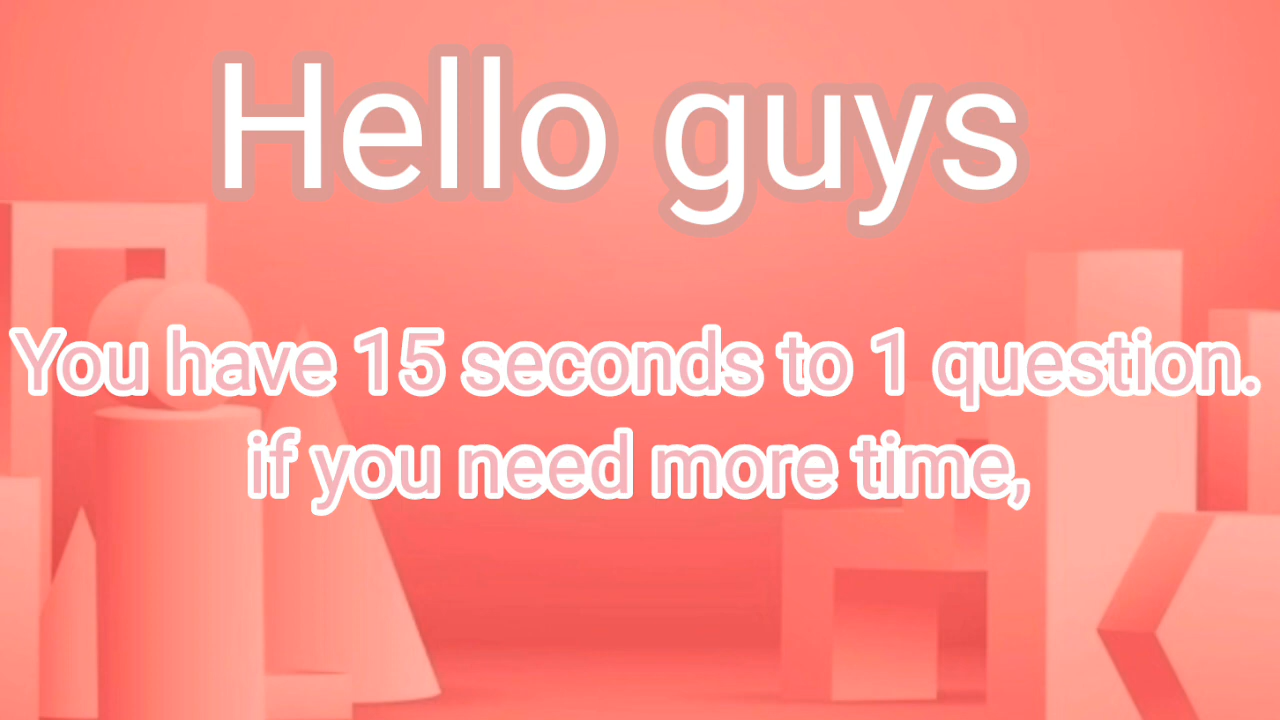 Hello guys
You have 15 seconds to 1 question.
if you need more time,